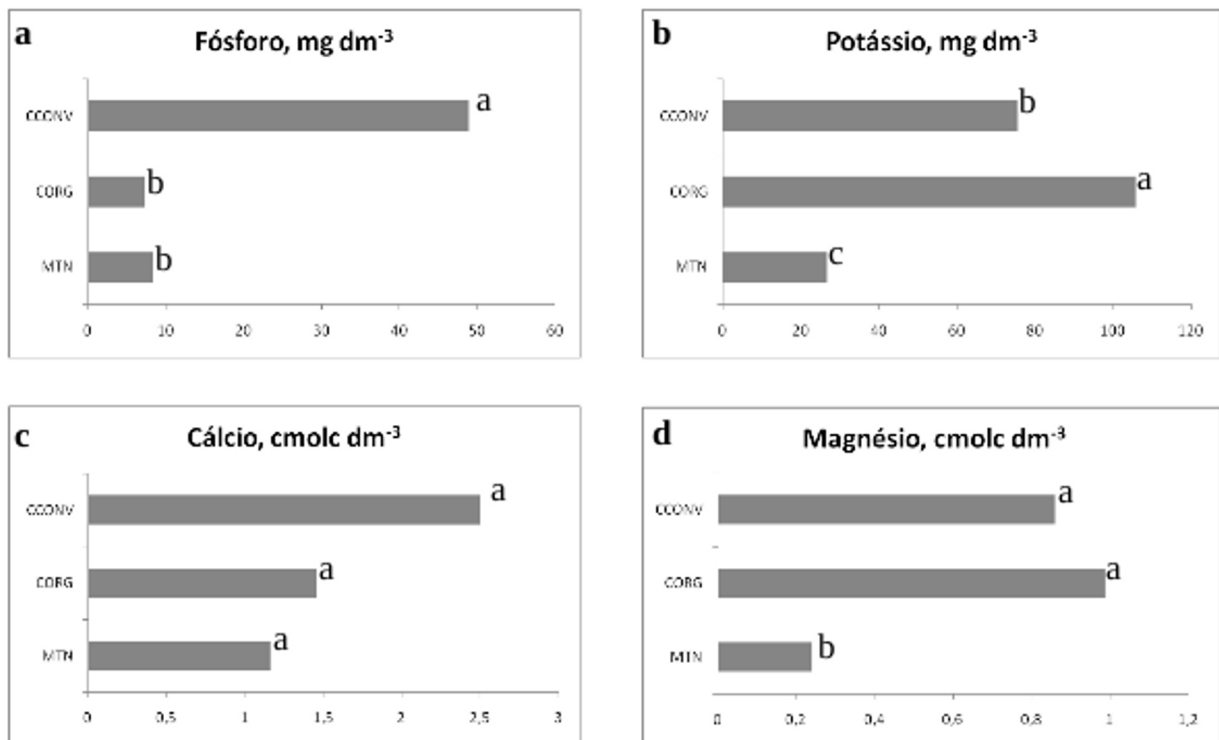 a
Fósforo, mg dm-3
CCONV
a
CORG
b
MTN
b
0 10 20 30 40 50 60
b
Potássio, mg dm-3
CCONV
b
CORG
a
MTN
c
0 20 40 60 80 100 120
c
Cálcio, cmolc dm-3
CCONV
a
CORG
a
MTN
a
0 0,5 1 1,5 2 2,5 3
d
Magnésio, cmolc dm-3
CCONV
a
CORG
a
MTN
b
0 0,2 0,4 0,6 0,8 1 1,2